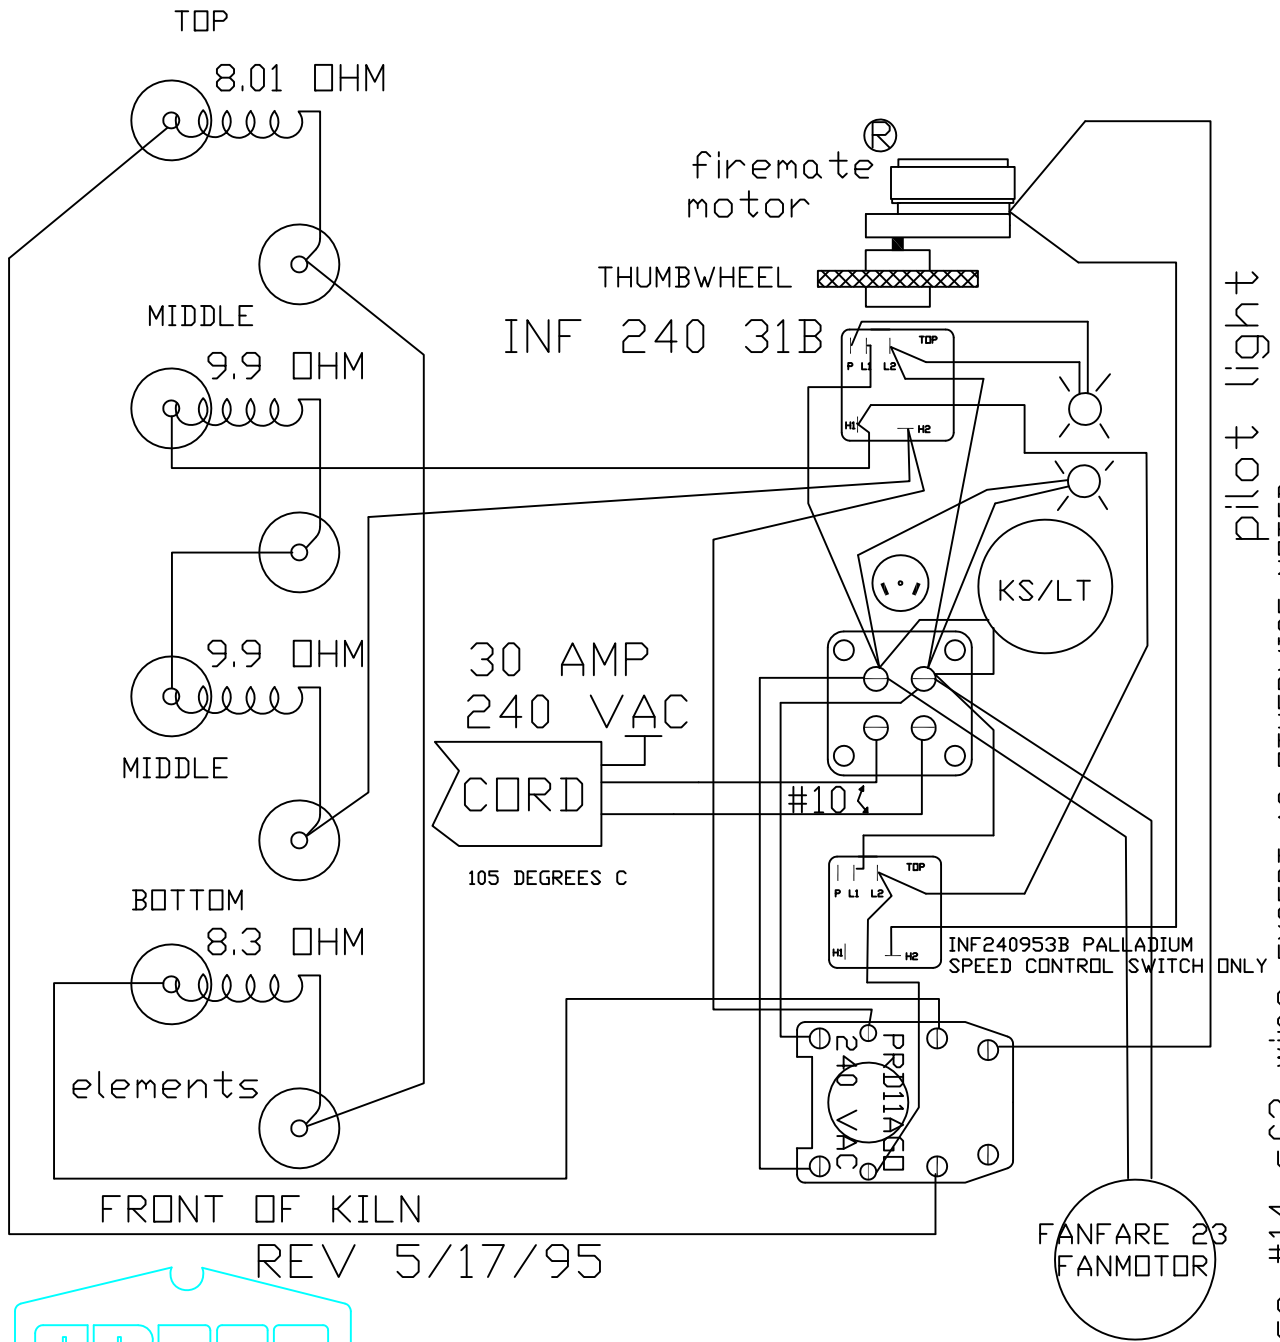 TOP
8.01 OHM
R
firemate
motor
THUMBWHEEL
MIDDLE
INF 240 31B
TOP
P L1 L2
9.9 OHM
H1
H2
pilot light
KS/LT
9.9 OHM
30 AMP
240 VAC
MIDDLE
CORD
#10
105 DEGREES C
TOP
P L1 L2
BOTTOM
8.3 OHM
H1
H2
INF240953B PALLADIUM
SPEED CONTROL SWITCH ONLY
PRD11AG0
240 VAC
elements
FRONT OF KILN
FANFARE 23
FANMOTOR
REV 5/17/95
#14 sf2 wires